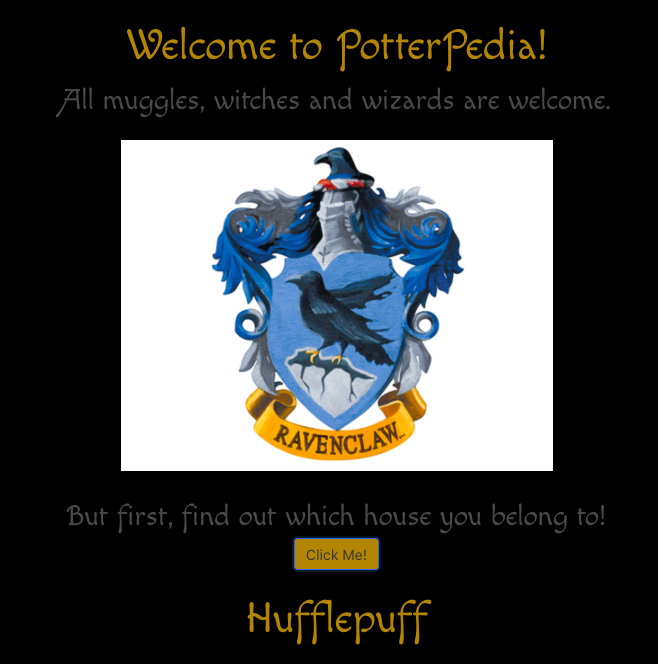 Welcome to PotterPedia!
All muggles, witches and wizards are welcome.
RAVENCLAW
But first, find out which house you belong to!
Click Me!
Hufflepuff